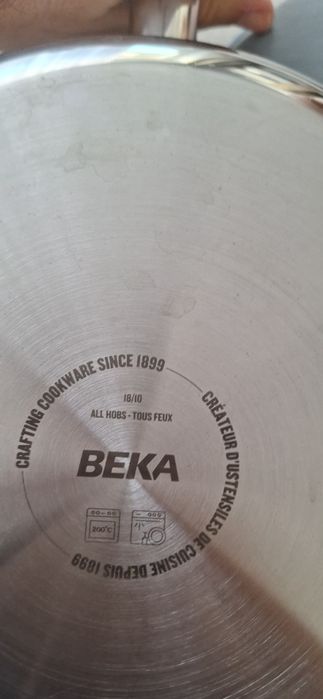 CRAFTING COOKWARE SINCE 1899
18/10
ALL HOBS - TOUS FEUX
BEKA
200°C
CRÉATEUR D'USTENSILES DE CUISINE DEPUIS 1899